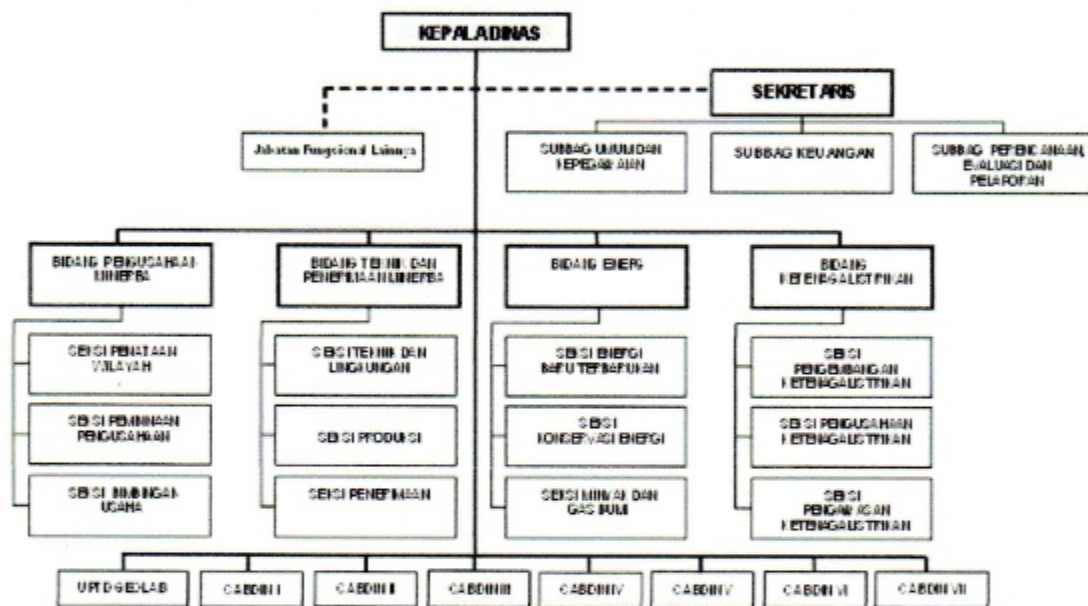 KEPALA DINAS
SEKRETARIS
Jabatan Fungsional Lainnya
SUBBAG UMUM DAN
KEPEGAWAIAN
SUBBAG KEUANGAN
SUBBAG PERENCANAAN,
EVALUASI DAN
PELAPORAN
BIDANG PENGUSAHAAN
MINERBA
BIDANG TEKNIK DAN
PENERIMAAN MINERBA
BIDANG ENERGI
BIDANG
KETENAGALISTRIKAN
SEKSI PENATAAN
WILAYAH
SEKSI TEKNIK DAN
LINGKUNGAN
SEKSI ENERGI
BARU TERBARUKAN
SEKSI
PENGEMBANGAN
KETENAGALISTRIKAN
SEKSI PEMBINAAN
PENGUSAHAAN
SEKSI PRODUKSI
SEKSI
KONSERVASI ENERGI
SEKSI PENGUSAHAAN
KETENAGALISTRIKAN
SEKSI BIMBINGAN
USAHA
SEKSI PENERIMAAN
SEKSI MINYAK DAN
GAS BUMI
SEKSI
PENGAWASAN
KETENAGALISTRIKAN
UPTD GEOLAB
CABDIN I
CABDIN II
CABDIN III
CABDIN IV
CABDIN V
CABDIN VI
CABDIN VII